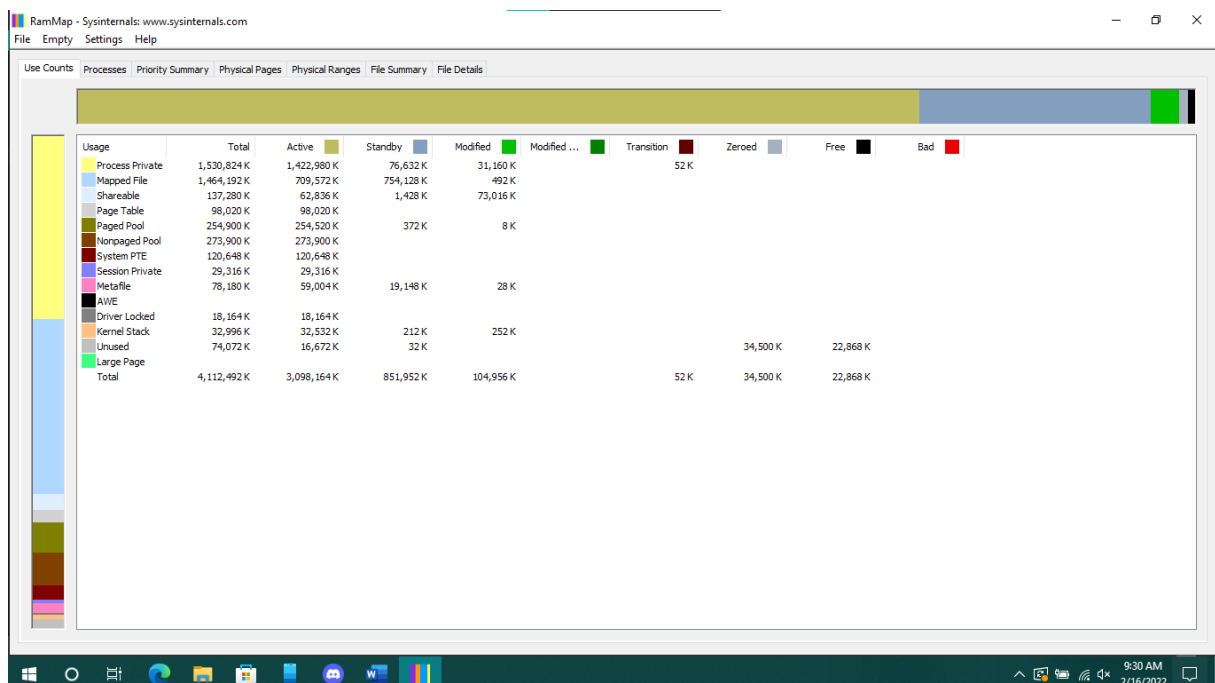 RamMap - Sysinternals: www.sysinternals.com
File Empty Settings Help
Use Counts Processes Priority Summary Physical Pages Physical Ranges File Summary File Details
Usage Total Active Standby Modified Modified ... Transition Zeroed Free Bad
Process Private 1,530,824 K 1,422,980 K 76,632 K 31,160 K 52 K
Mapped File 1,464,192 K 709,572 K 754,128 K 492 K
Shareable 137,280 K 62,836 K 1,428 K 73,016 K
Page Table 98,020 K 98,020 K
Paged Pool 254,900 K 254,520 K 372 K 8 K
Nonpaged Pool 273,900 K 273,900 K
System PTE 120,648 K 120,648 K
Session Private 29,316 K 29,316 K
Metafile 78,180 K 59,004 K 19,148 K 28 K
AWE
Driver Locked 18,164 K 18,164 K
Kernel Stack 32,996 K 32,532 K 212 K 252 K
Unused 74,072 K 16,672 K 32 K 34,500 K 22,868 K
Large Page
Total 4,112,492 K 3,098,164 K 851,952 K 104,956 K 52 K 34,500 K 22,868 K
9:30 AM
2/16/2022